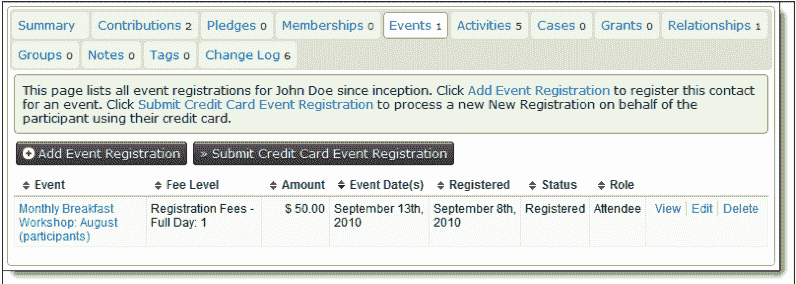 Summary Contributions 2 Pledges 0 Memberships 0 Events 1 Activities 5 Cases 0 Grants 0 Relationships 1
Groups 0 Notes 0 Tags 0 Change Log 6
This page lists all event registrations for John Doe since inception. Click Add Event Registration to register this contact
for an event. Click Submit Credit Card Event Registration to process a new New Registration on behalf of the
participant using their credit card.
Add Event Registration » Submit Credit Card Event Registration
Event Fee Level Amount Event Date(s) Registered Status Role
Monthly Breakfast Registration Fees - $ 50.00 September 13th, September 8th, Registered Attendee View Edit Delete
Workshop: August Full Day: 1 2010 2010
(participants)